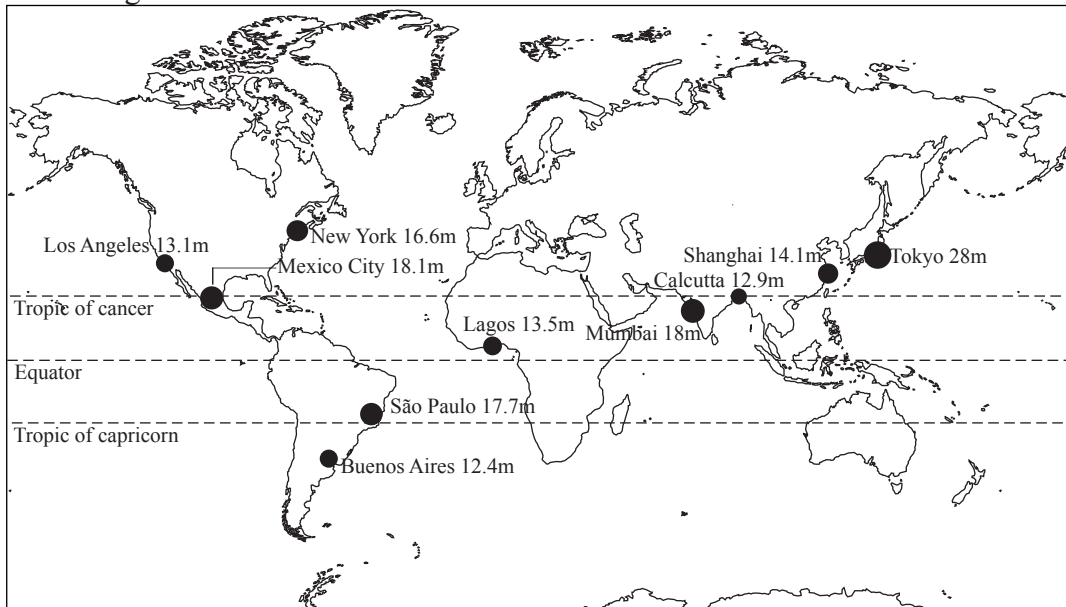 Los Angeles 13.1m
New York 16.6m
Mexico City 18.1m
Shanghai 14.1m
Tokyo 28m
Calcutta 12.9m
Tropic of cancer
Lagos 13.5m
Mumbai 18m
Equator
São Paulo 17.7m
Tropic of capricorn
Buenos Aires 12.4m